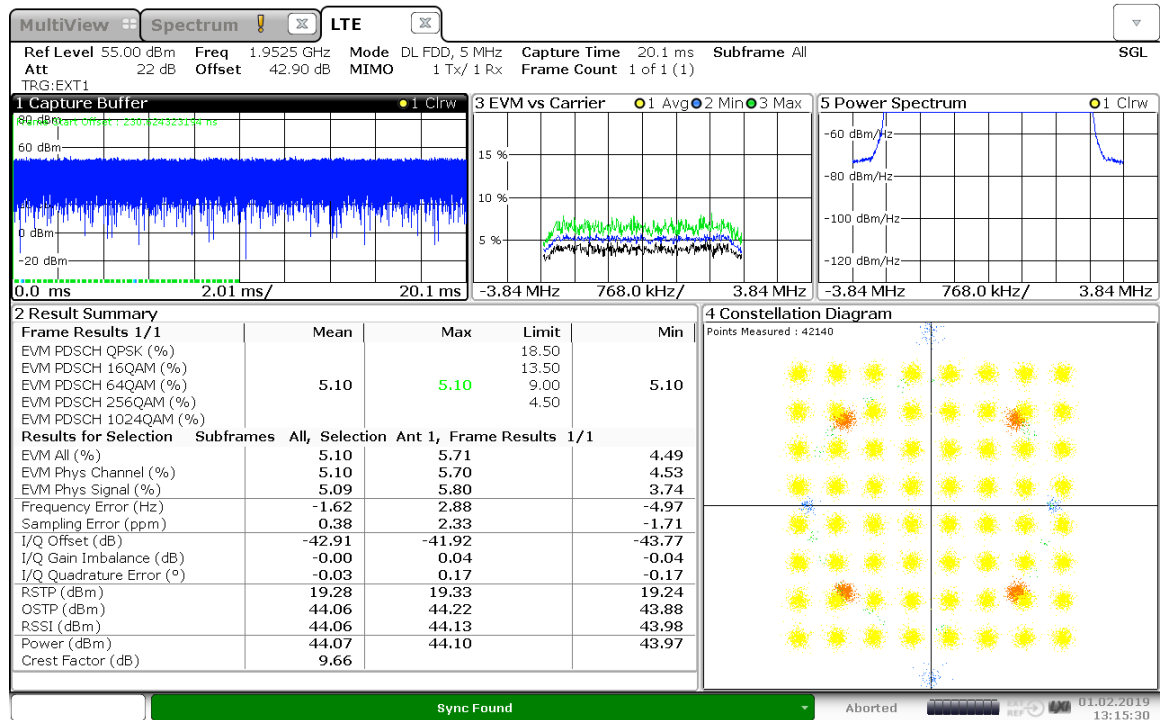 MultiView Spectrum LTE
Ref Level 55.00 dBm Freq 1.9525 GHz Mode DL FDD, 5 MHz Capture Time 20.1 ms Subframe All SGL
Att 22 dB Offset 42.90 dB MIMO 1 Tx/ 1 Rx Frame Count 1 of 1 (1)
TRG:EXT1
1 Capture Buffer 1 Clrw
80 dBm
Frame Start Offset : 230.624323194 ns
60 dBm
0 dBm
-20 dBm
0.0 ms 2.01 ms/ 20.1 ms
3 EVM vs Carrier 1 Avg 2 Min 3 Max
15 %
10 %
5 %
-3.84 MHz 768.0 kHz/ 3.84 MHz
5 Power Spectrum 1 Clrw
-60 dBm/Hz
-80 dBm/Hz
-100 dBm/Hz
-120 dBm/Hz
-3.84 MHz 768.0 kHz/ 3.84 MHz
2 Result Summary
Frame Results 1/1 Mean Max Limit Min
EVM PDSCH QPSK (%) 18.50
EVM PDSCH 16QAM (%) 13.50
EVM PDSCH 64QAM (%) 5.10 5.10 9.00 5.10
EVM PDSCH 256QAM (%) 4.50
EVM PDSCH 1024QAM (%)
Results for Selection Subframes All, Selection Ant 1, Frame Results 1/1
EVM All (%) 5.10 5.71 4.49
EVM Phys Channel (%) 5.10 5.70 4.53
EVM Phys Signal (%) 5.09 5.80 3.74
Frequency Error (Hz) -1.62 2.88 -4.97
Sampling Error (ppm) 0.38 2.33 -1.71
I/Q Offset (dB) -42.91 -41.92 -43.77
I/Q Gain Imbalance (dB) -0.00 0.04 -0.04
I/Q Quadrature Error (°) -0.03 0.17 -0.17
RSTP (dBm) 19.28 19.33 19.24
OSTP (dBm) 44.06 44.22 43.88
RSSI (dBm) 44.06 44.13 43.98
Power (dBm) 44.07 44.10 43.97
Crest Factor (dB) 9.66
4 Constellation Diagram
Points Measured : 42140
Sync Found Aborted EXT REF LXI 01.02.2019
13:15:30